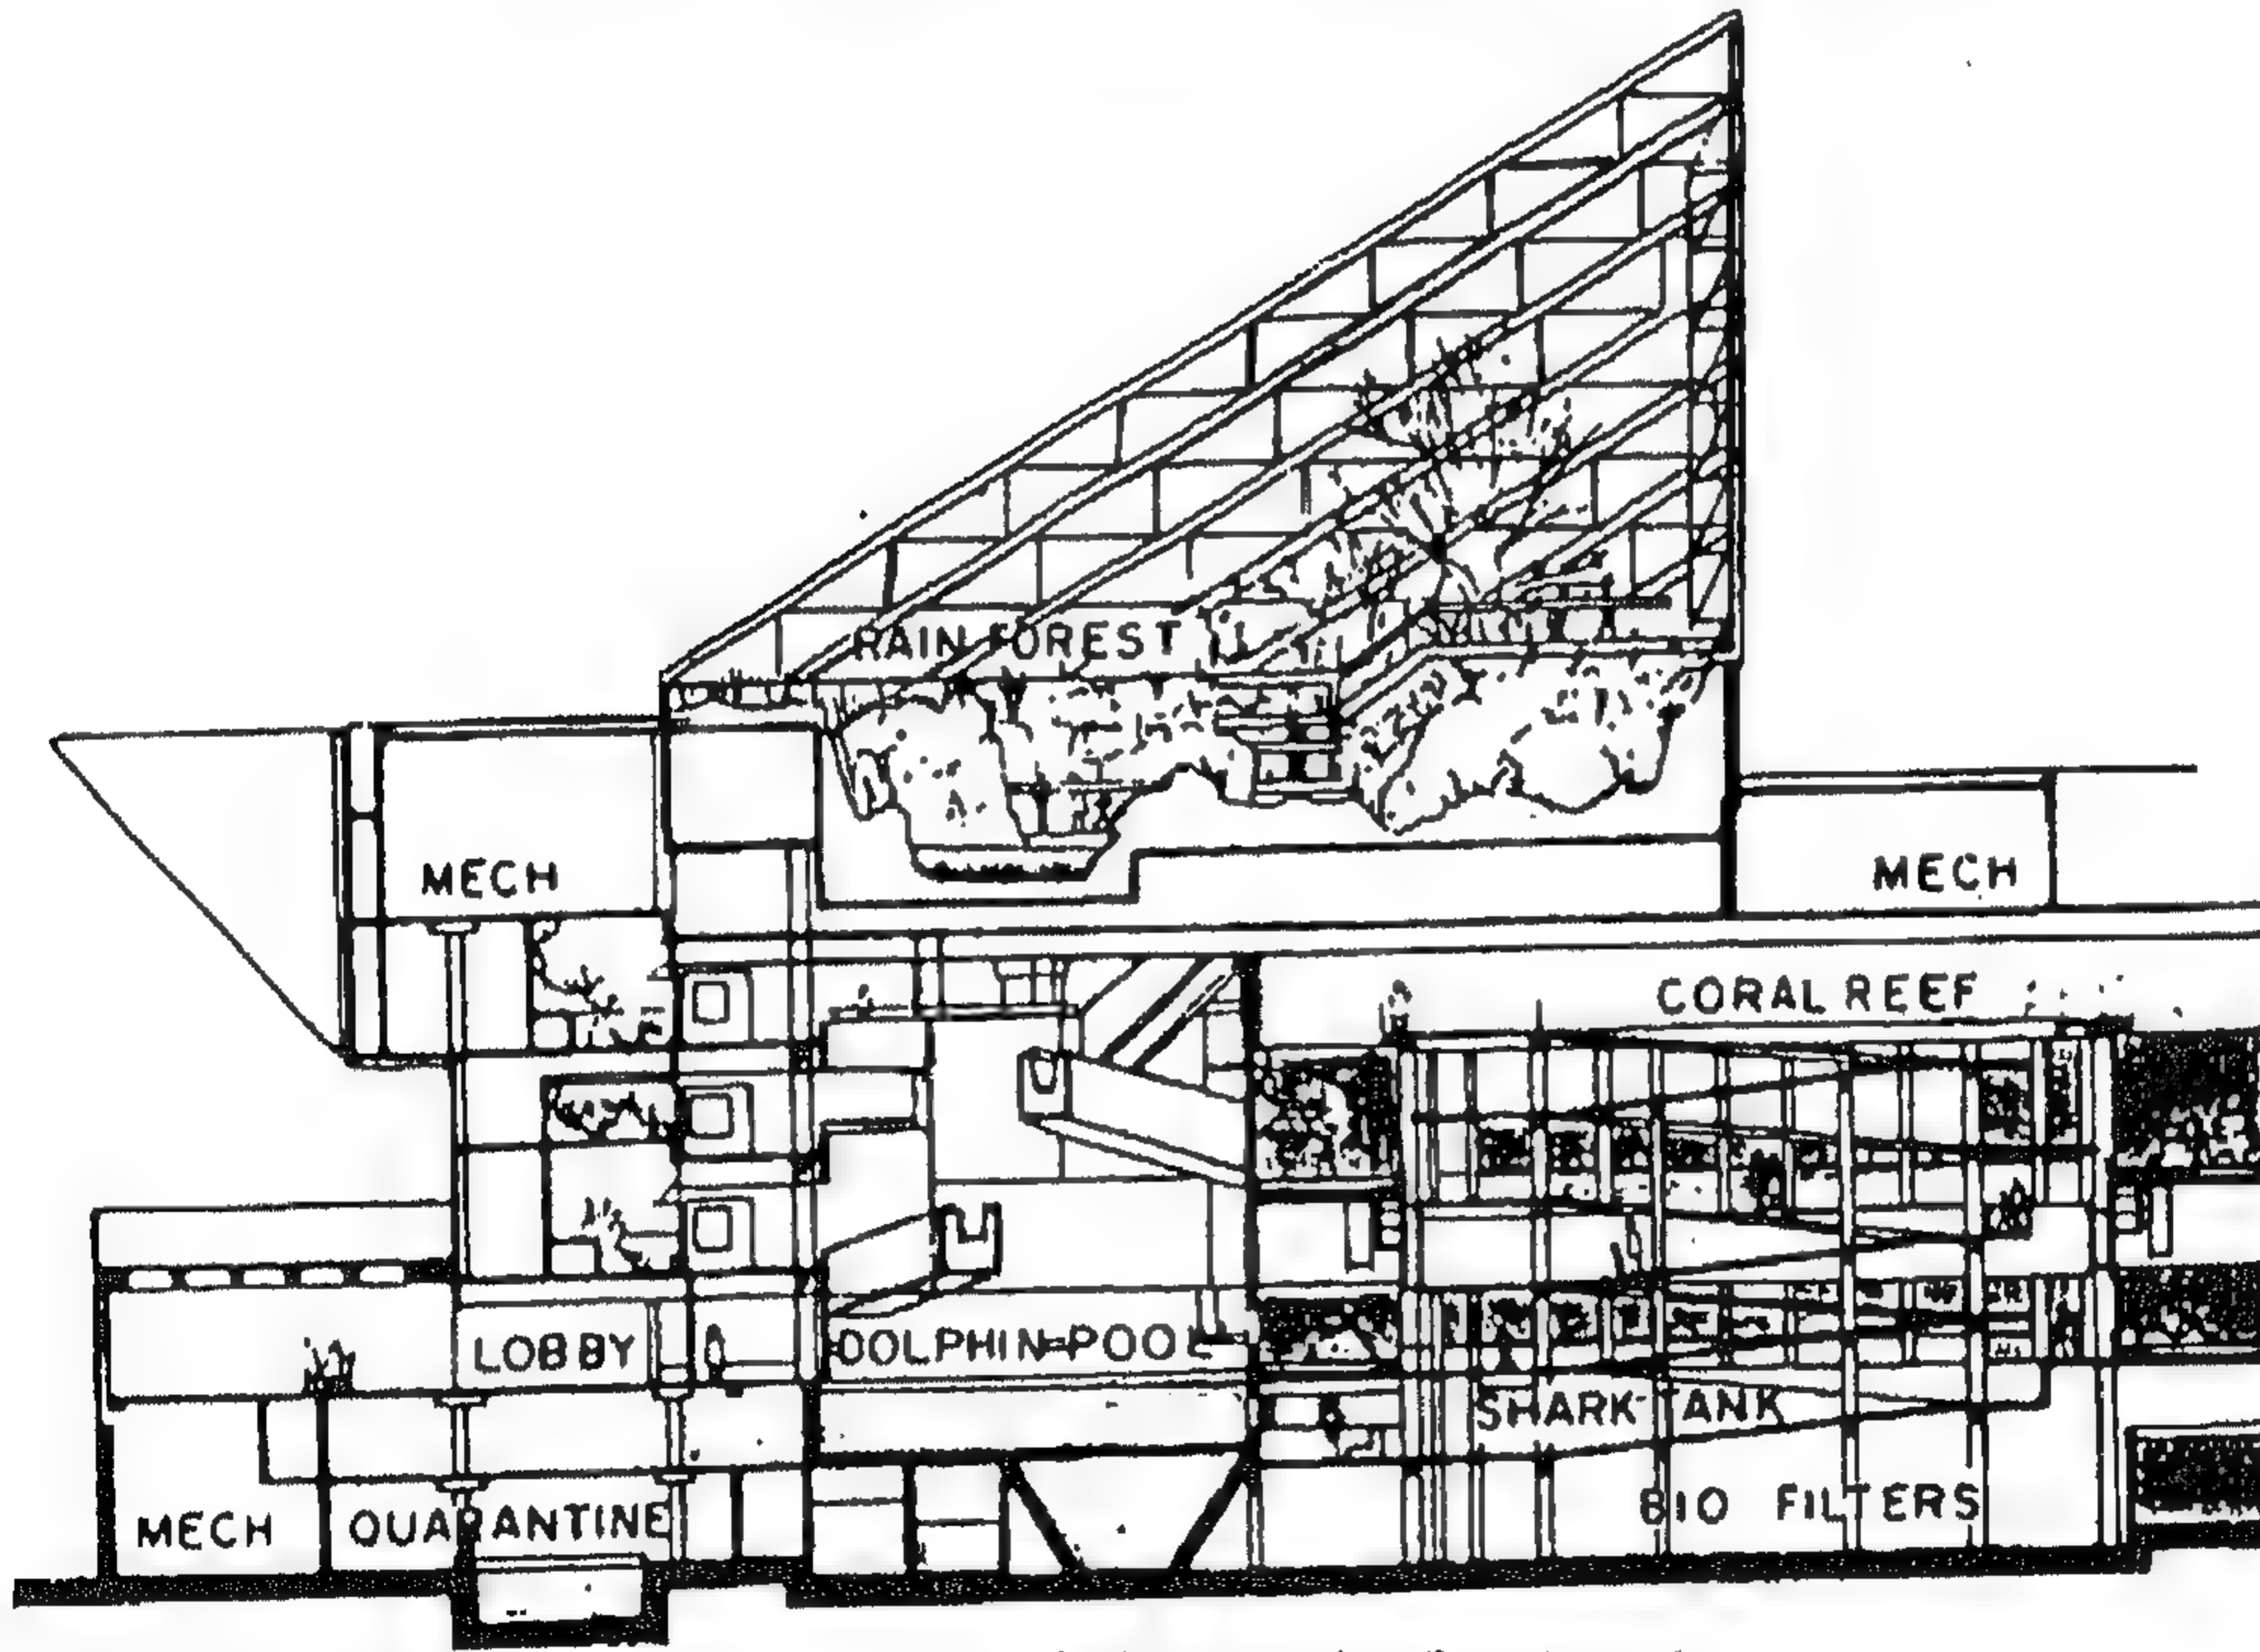 RAIN FOREST
MECH
MECH
CORAL REEF
LOBBY
DOLPHIN POOL
SHARK TANK
MECH
QUARANTINE
BIO FILTERS